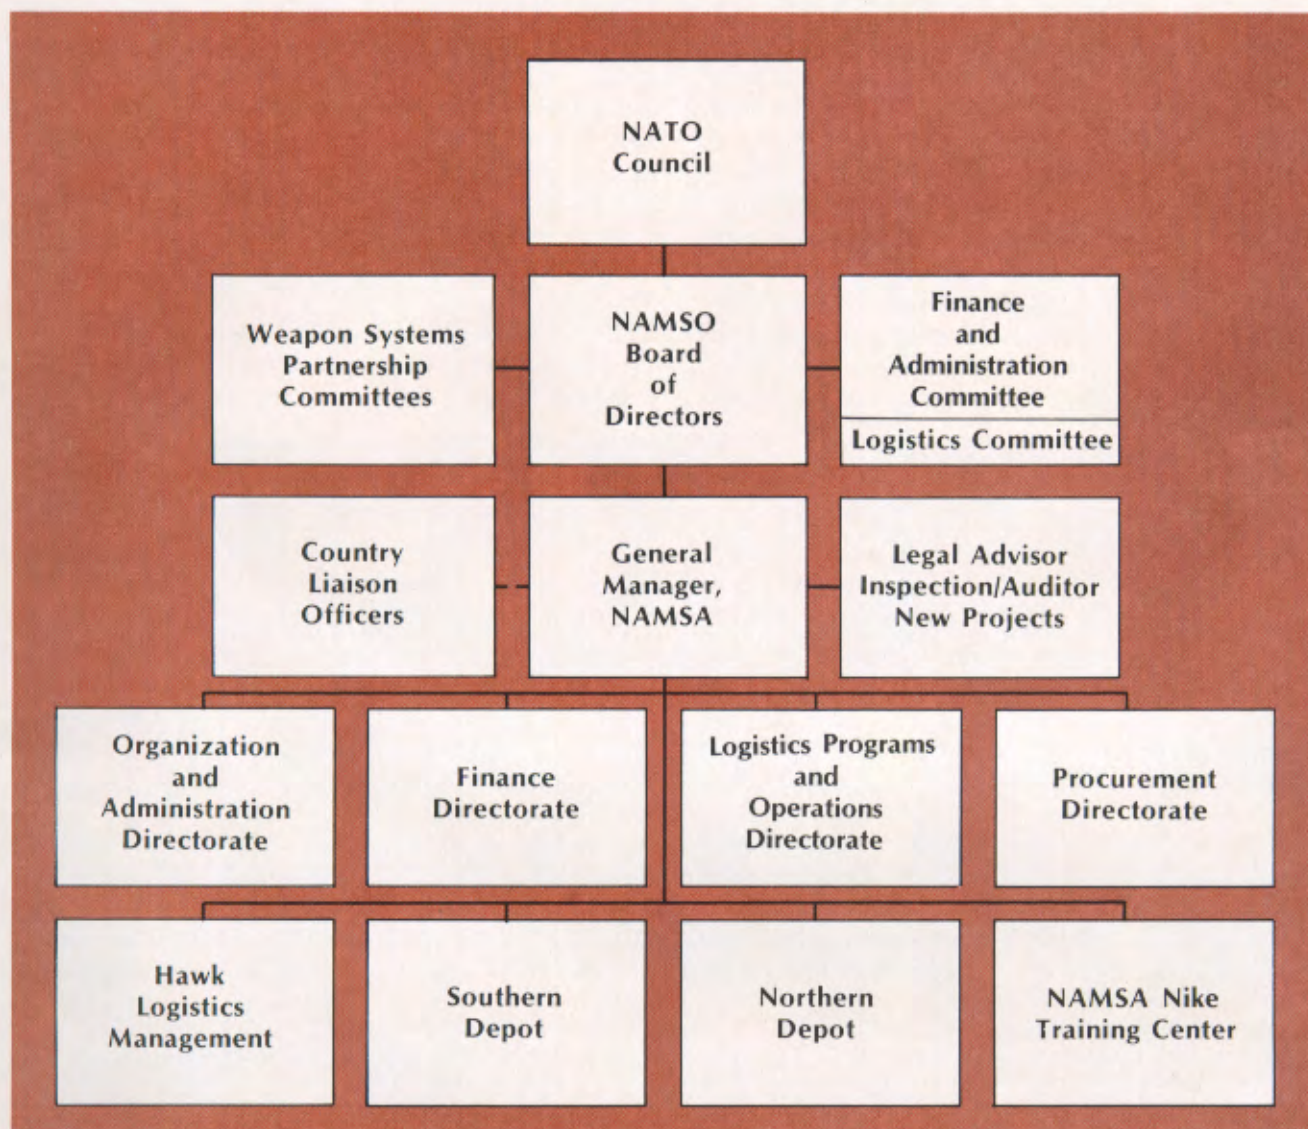 NATO
Council
Weapon Systems
Partnership
Committees
NAMSO
Board
of
Directors
Finance
and
Administration
Committee
Logistics Committee
Country
Liaison
Officers
General
Manager,
NAMSA
Legal Advisor
Inspection/Auditor
New Projects
Organization
and
Administration
Directorate
Finance
Directorate
Logistics Programs
and
Operations
Directorate
Procurement
Directorate
Hawk
Logistics
Management
Southern
Depot
Northern
Depot
NAMSA Nike
Training Center